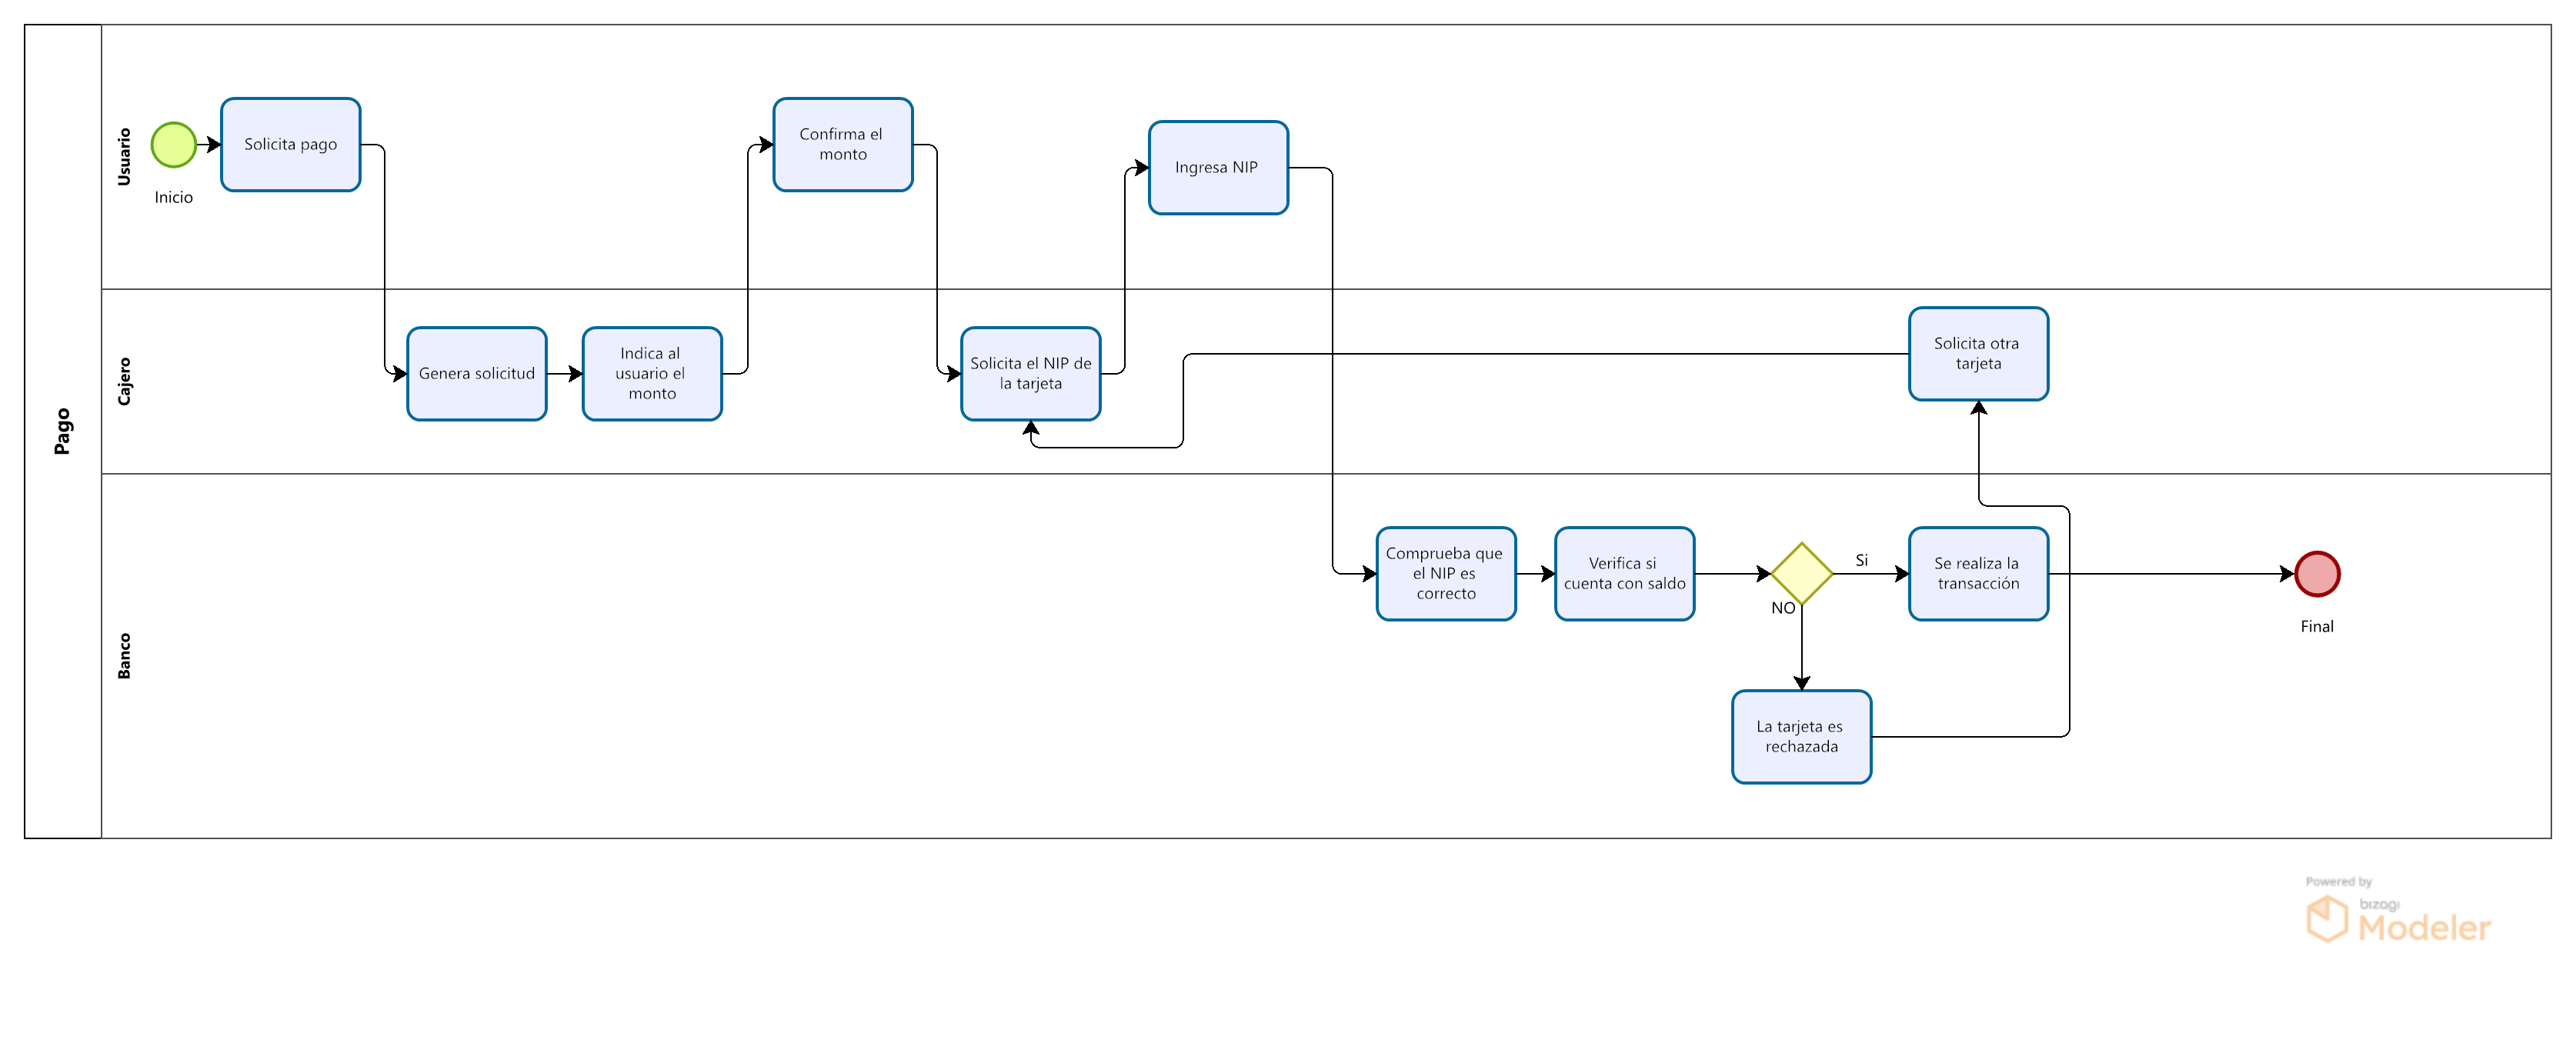 Pago
Usuario
Inicio
Solicita pago
Confirma el
monto
Ingresa NIP
Cajero
Genera solicitud
Indica al
usuario el
monto
Solicita el NIP de
la tarjeta
Solicita otra
tarjeta
Banco
Comprueba que
el NIP es
correcto
Verifica si
cuenta con saldo
Si
NO
Se realiza la
transacción
Final
La tarjeta es
rechazada
Powered by
bizagi
Modeler